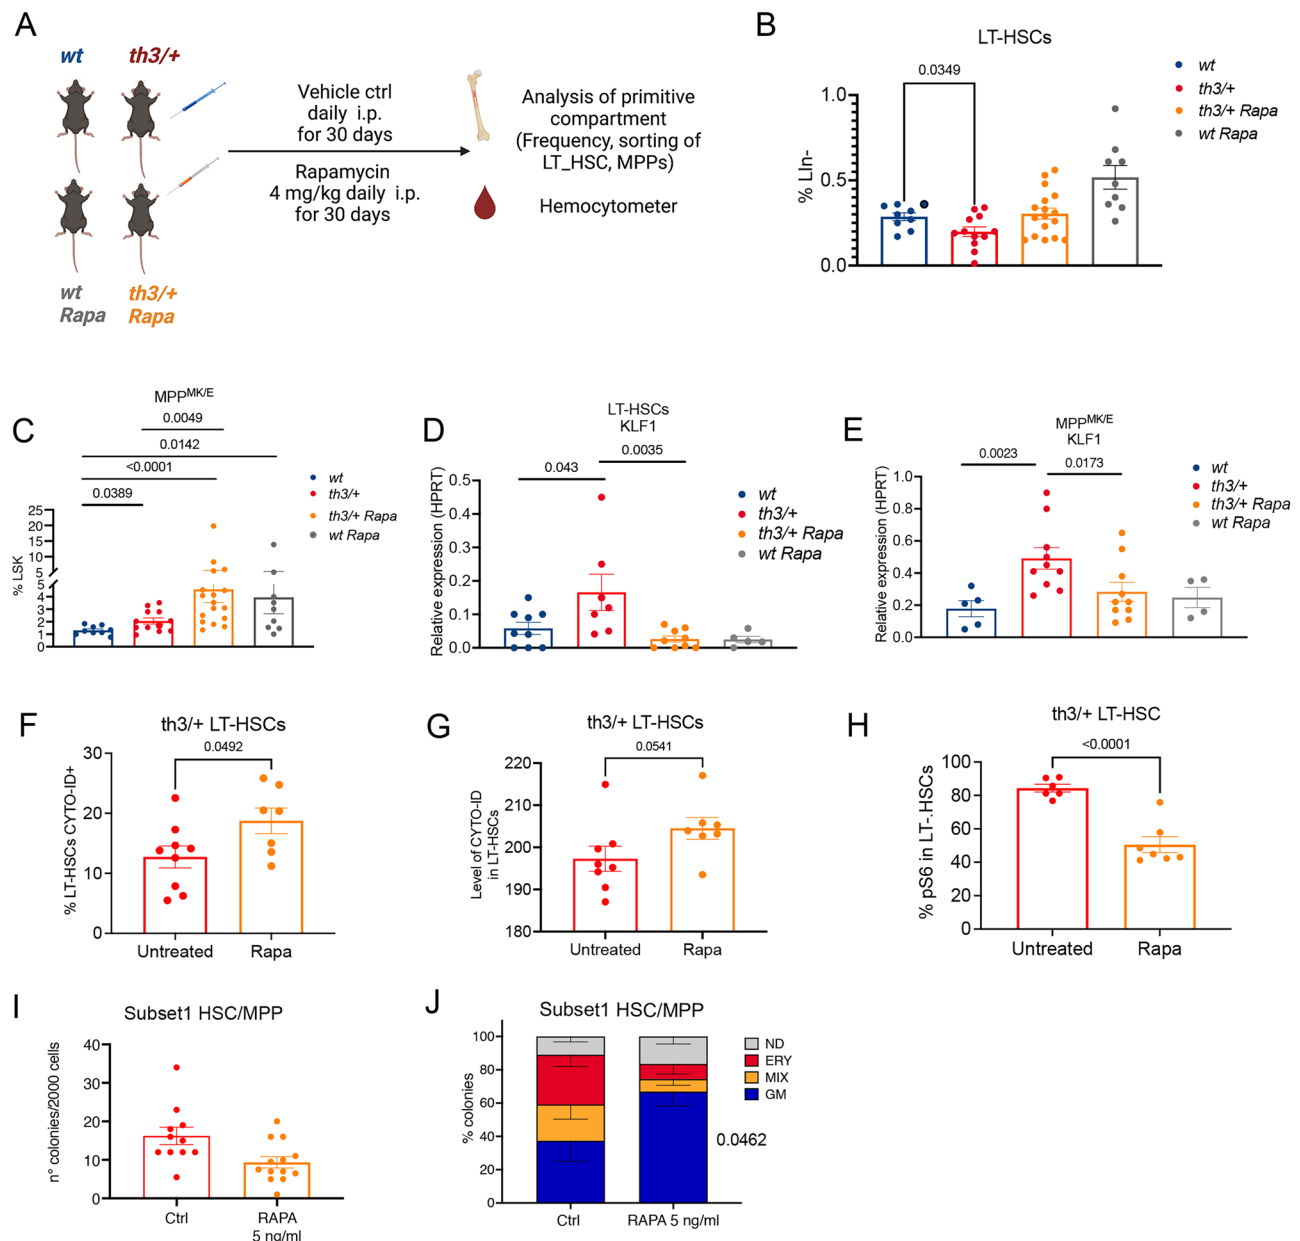 A
wt
th3/+
Vehicle ctrl
daily i.p.
for 30 days
Rapamycin
4 mg/kg daily i.p.
for 30 days
Analysis of primitive
compartment
(Frequency, sorting of
LT_HSC, MPPs)
Hemocytometer
wt
Rapa
th3/+
Rapa
B
LT-HSCs
0.0349
% LIn-
1.0
0.5
0.0
wt
th3/+
th3/+ Rapa
wt Rapa
C
MPPMK/E
0.0049
0.0142
<0.0001
0.0389
% LSK
25
20
15
10
5
5
4
3
2
1
0
wt
th3/+
th3/+ Rapa
wt Rapa
D
LT-HSCs
KLF1
0.0035
0.043
Relative expression (HPRT)
0.5
0.4
0.3
0.2
0.1
0.0
wt
th3/+
th3/+ Rapa
wt Rapa
E
MPPMK/E
KLF1
0.0023
0.0173
Relative expression (HPRT)
1.0
0.8
0.6
0.4
0.2
0.0
wt
th3/+
th3/+ Rapa
wt Rapa
F
th3/+ LT-HSCs
0.0492
% LT-HSCs CYTO-ID+
30
20
10
0
Untreated
Rapa
G
th3/+ LT-HSCs
0.0541
Level of CYTO-ID
in LT-HSCs
220
210
200
190
180
Untreated
Rapa
H
th3/+ LT-HSC
<0.0001
% pS6 in LT-.HSCs
100
80
60
40
20
0
Untreated
Rapa
I
Subset1 HSC/MPP
n° colonies/2000 cells
40
30
20
10
0
Ctrl
RAPA
5 ng/ml
J
Subset1 HSC/MPP
% colonies
100
80
60
40
20
0
Ctrl
RAPA 5 ng/ml
ND
ERY
MIX
GM
0.0462